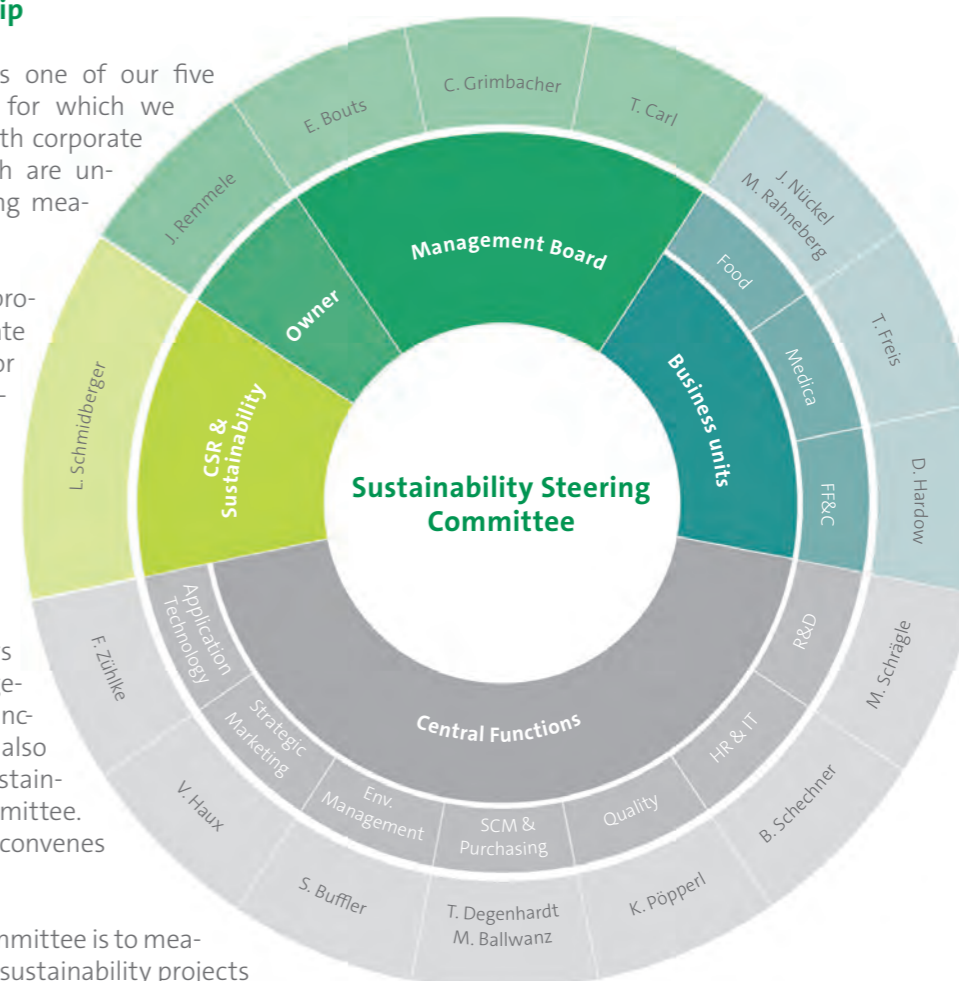 ip
s one of our five
for which we
th corporate
h are un-
ng mea-
pro-
te
or
-
s
ge-
nc-
also
stain-
mmittee.
convenes
mmittee is to mea-
sustainability projects
Sustainability Steering
Committee
Management Board
Owner
CSR &
Sustainability
Business units
Central Functions
Food
Medica
FF&C
R&D
HR & IT
Quality
SCM &
Purchasing
Env.
Management
Strategic
Marketing
Application
Technology
J. Remmele
E. Bouts
C. Grimbacher
T. Carl
J. Nückel
M. Rahneberg
T. Freis
D. Hardow
M. Schrägle
B. Schechner
K. Pöpperl
T. Degenhardt
M. Ballwanz
S. Buffler
V. Haux
F. Zühlke
L. Schmidberger